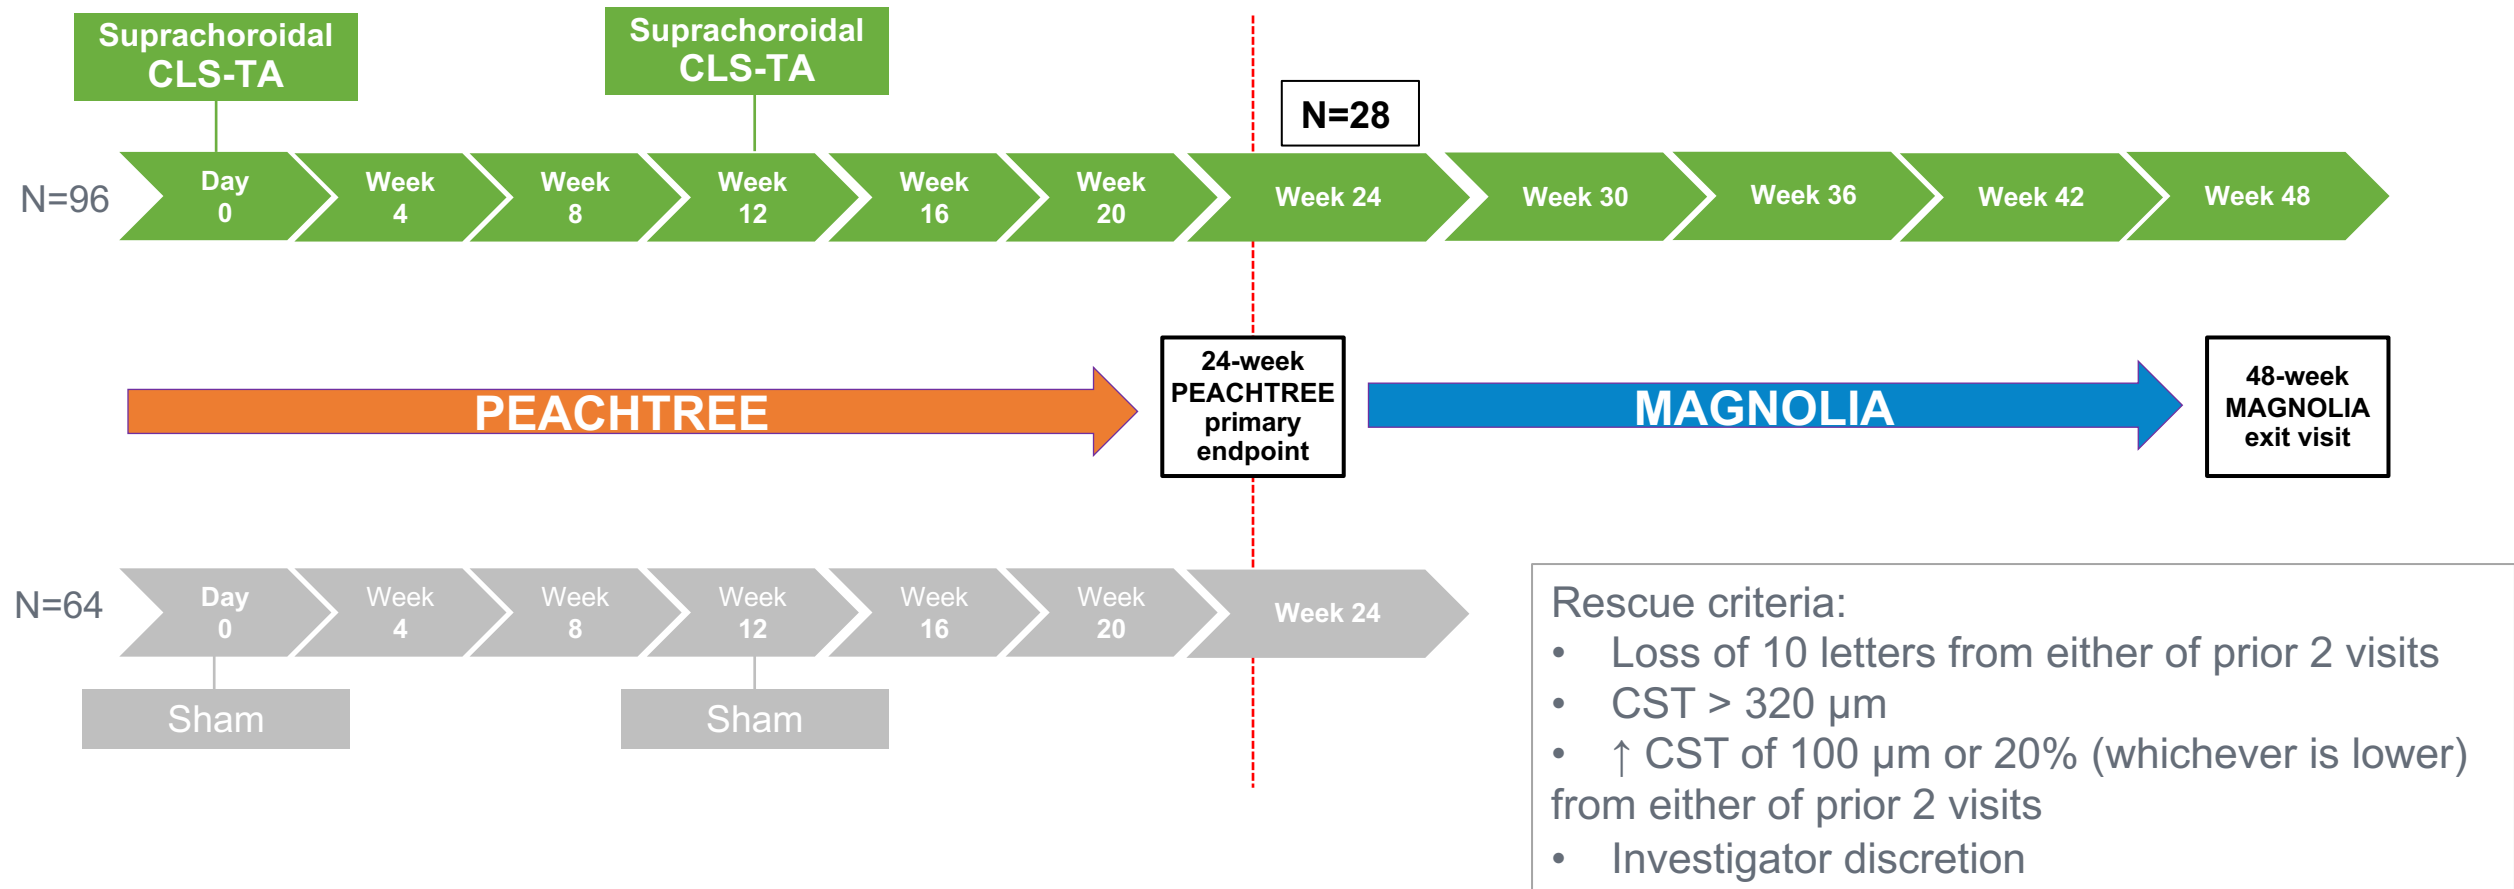 Suprachoroidal
CLS-TA
Suprachoroidal
CLS-TA
N=28
N=96
Day
0
Week
4
Week
8
Week
12
Week
16
Week
20
Week 24
Week 30
Week 36
Week 42
Week 48
PEACHTREE
24-week
PEACHTREE
primary
endpoint
MAGNOLIA
48-week
MAGNOLIA
exit visit
N=64
Day
0
Week
4
Week
8
Week
12
Week
16
Week
20
Week 24
Sham
Sham
Rescue criteria:
• Loss of 10 letters from either of prior 2 visits
• CST > 320 μm
• ↑ CST of 100 μm or 20% (whichever is lower)
from either of prior 2 visits
• Investigator discretion